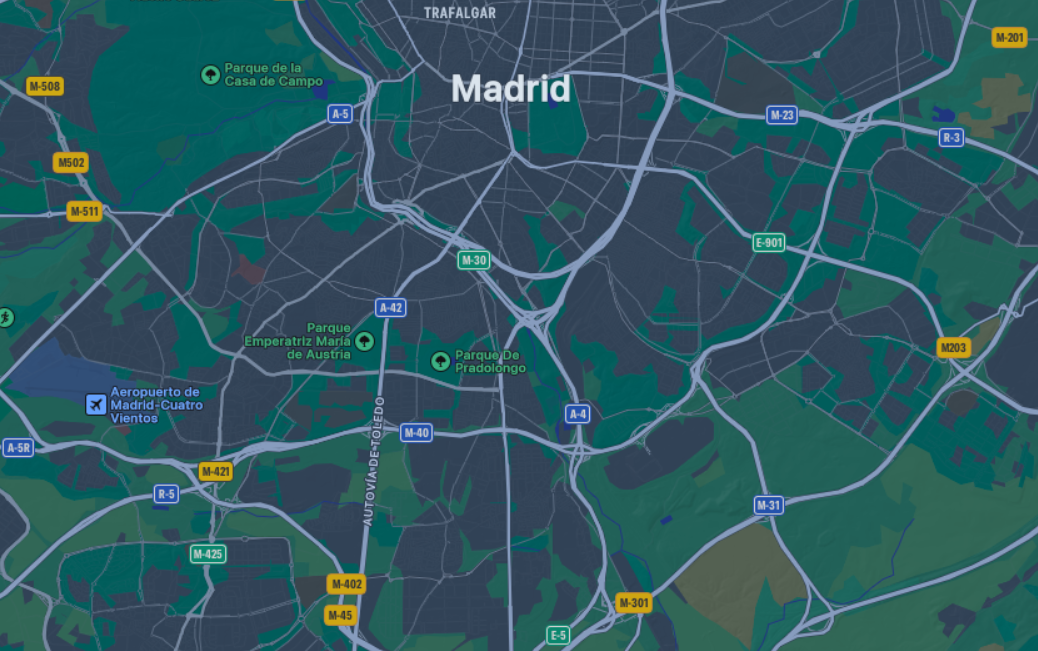 TRAFALGAR
M-201
Parque de la
Casa de Campo
M-508
Madrid
A-5
M-23
R-3
M502
M-511
E-901
M-30
A-42
Parque
Emperatriz María
de Austria
Parque De
Pradolongo
M203
Aeropuerto de
Madrid-Cuatro
Vientos
A-4
M-40
AUTOVÍA DE TOLEDO
A-5R
M-421
R-5
M-31
M-425
M-402
M-45
M-301
E-5